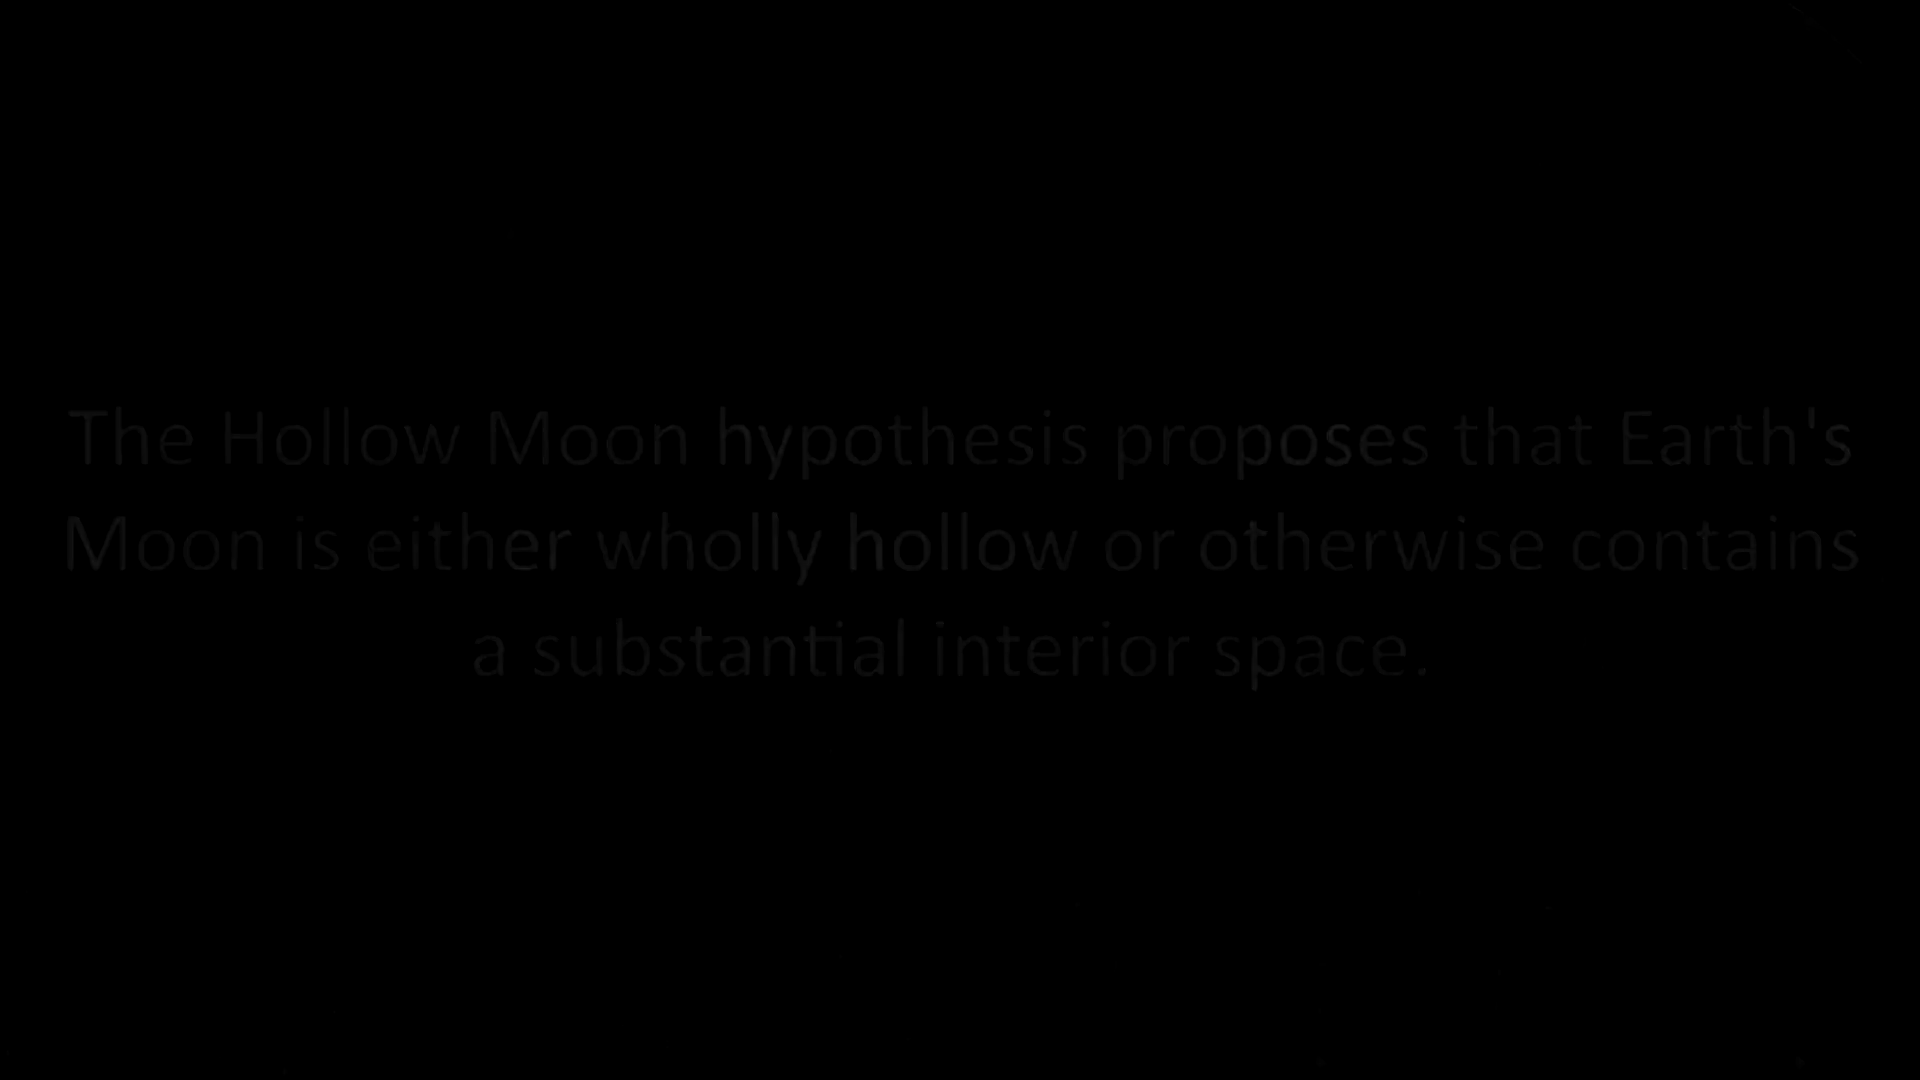 The Hollow Moon hypothesis proposes that Earth's
Moon is either wholly hollow or otherwise contains
a substantial interior space.